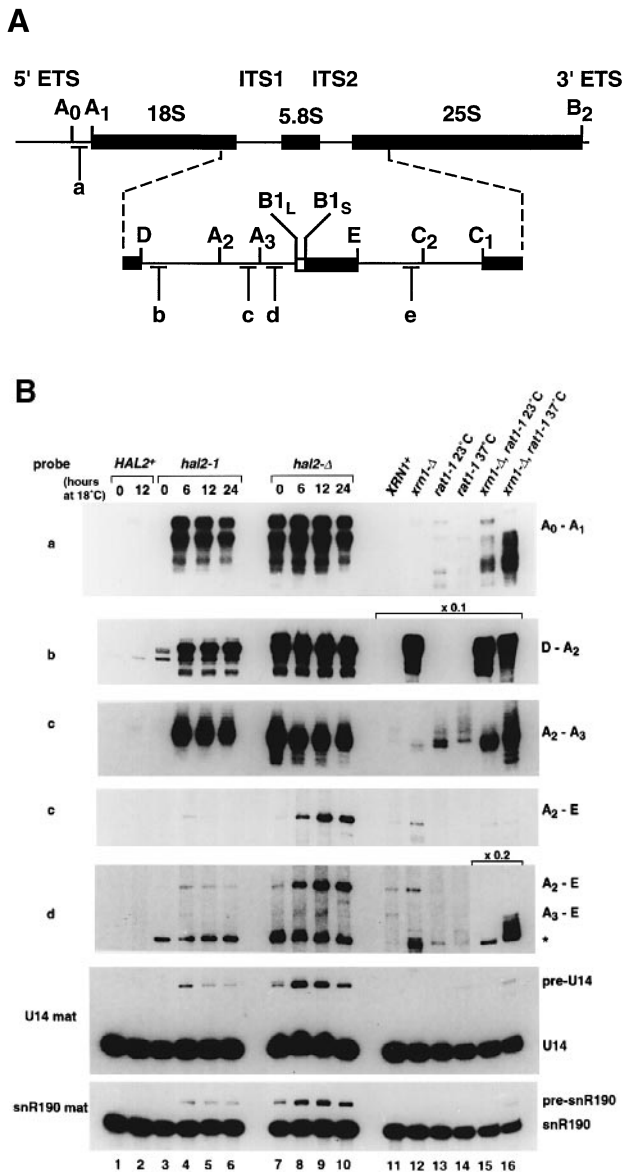 A
5' ETS ITS1 ITS2 3' ETS
A0 A1 18S 5.8S 25S B2
a
B1L B1S
D A2 A3 E C2 C1
b c d e
B
probe HAL2+ hal2-1 hal2-Δ XRN1+ xrn1-Δ rat1-1 23°C rat1-1 37°C xrn1-Δ, rat1-1 23°C xrn1-Δ, rat1-1 37°C
(hours at 18°C) 0 12 0 6 12 24 0 6 12 24
a A0 - A1
x 0.1
b D - A2
c A2 - A3
c A2 - E
x 0.2
d A2 - E
A3 - E
*
pre-U14
U14 mat U14
snR190 mat pre-snR190
snR190
1 2 3 4 5 6 7 8 9 10 11 12 13 14 15 16